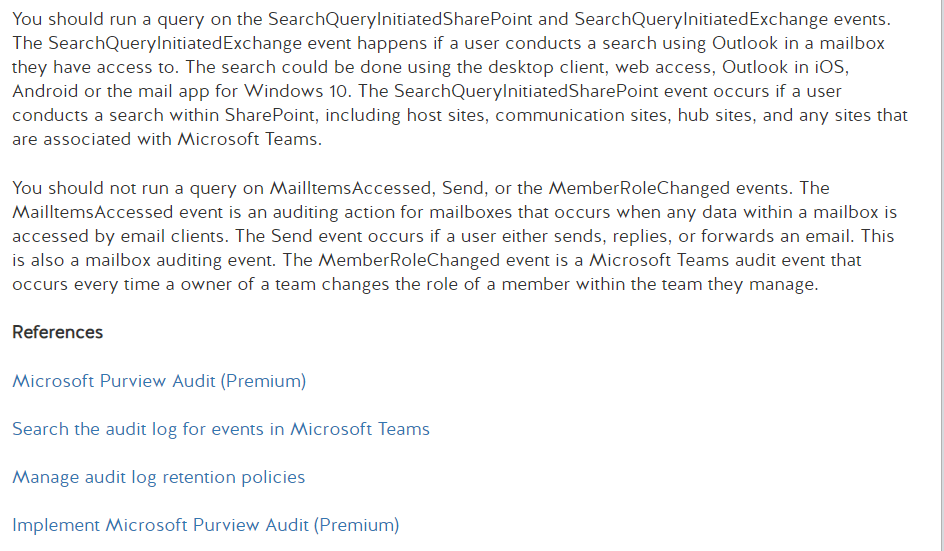 You should run a query on the SearchQueryInitiatedSharePoint and SearchQueryInitiatedExchange events.
The SearchQueryInitiatedExchange event happens if a user conducts a search using Outlook in a mailbox
they have access to. The search could be done using the desktop client, web access, Outlook in iOS,
Android or the mail app for Windows 10. The SearchQueryInitiatedSharePoint event occurs if a user
conducts a search within SharePoint, including host sites, communication sites, hub sites, and any sites that
are associated with Microsoft Teams.
You should not run a query on MailItemsAccessed, Send, or the MemberRoleChanged events. The
MailItemsAccessed event is an auditing action for mailboxes that occurs when any data within a mailbox is
accessed by email clients. The Send event occurs if a user either sends, replies, or forwards an email. This
is also a mailbox auditing event. The MemberRoleChanged event is a Microsoft Teams audit event that
occurs every time a owner of a team changes the role of a member within the team they manage.
References
Microsoft Purview Audit (Premium)
Search the audit log for events in Microsoft Teams
Manage audit log retention policies
Implement Microsoft Purview Audit (Premium)